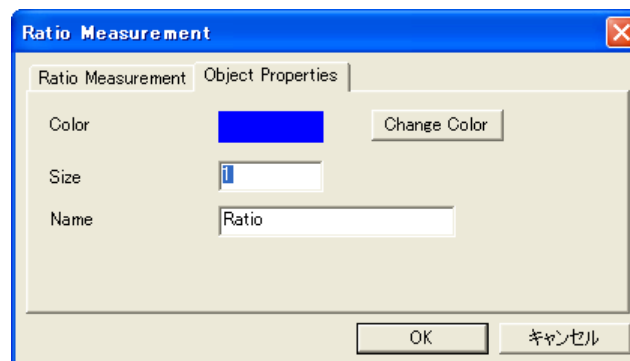 Ratio Measurement
Ratio Measurement Object Properties
Color Change Color
Size 1
Name Ratio
OK キャンセル